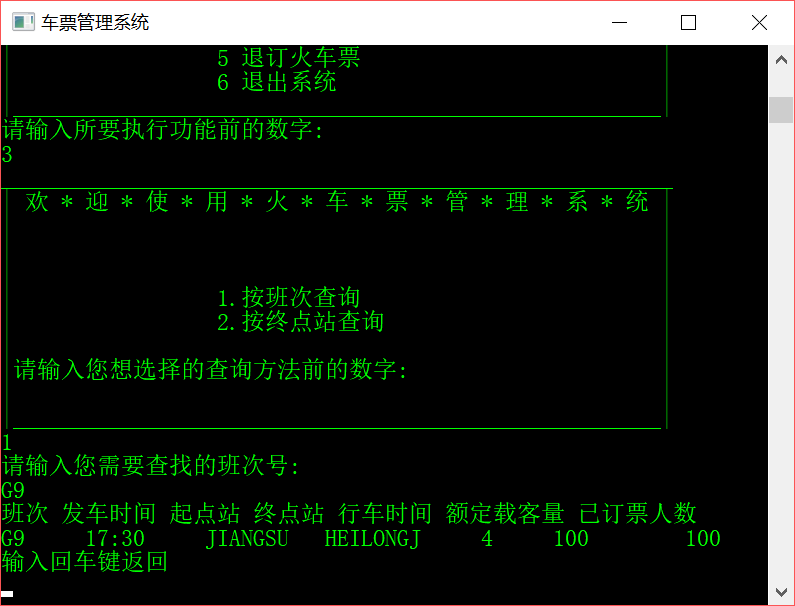 车票管理系统
5 退订火车票
6 退出系统
请输入所要执行功能前的数字:
3
欢 * 迎 * 使 * 用 * 火 * 车 * 票 * 管 * 理 * 系 * 统
1.按班次查询
2.按终点站查询
请输入您想选择的查询方法前的数字:
1
请输入您需要查找的班次号:
G9
班次 发车时间 起点站 终点站 行车时间 额定载客量 已订票人数
G9 17:30 JIANGSU HEILONGJ 4 100 100
输入回车键返回